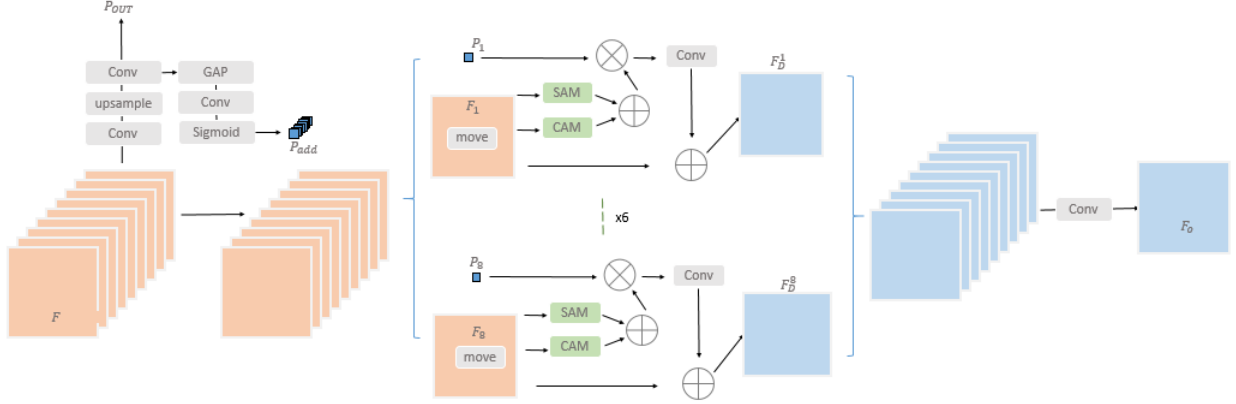 P_OUT
Conv
GAP
upsample
Conv
Conv
Sigmoid
P_add
F
P_1
Conv
F_D^1
F_1
SAM
move
CAM
x6
P_8
Conv
F_D^8
F_8
SAM
move
CAM
Conv
F_o